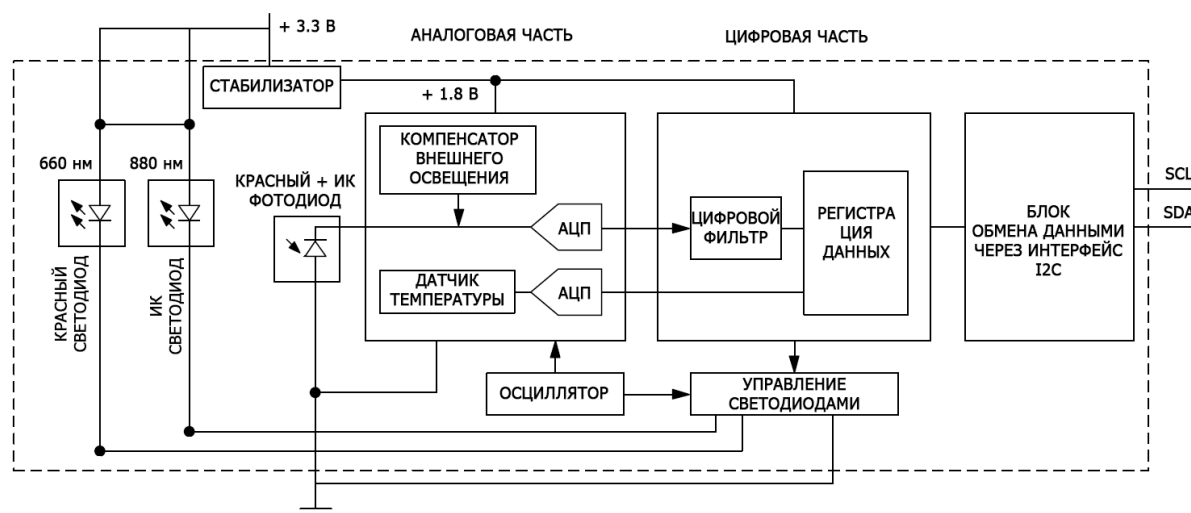 + 3.3 В
АНАЛОГОВАЯ ЧАСТЬ
ЦИФРОВАЯ ЧАСТЬ
СТАБИЛИЗАТОР
+ 1.8 В
660 нм
880 нм
КРАСНЫЙ
СВЕТОДИОД
ИК
СВЕТОДИОД
КРАСНЫЙ + ИК
ФОТОДИОД
КОМПЕНСАТОР
ВНЕШНЕГО
ОСВЕЩЕНИЯ
АЦП
ДАТЧИК
ТЕМПЕРАТУРЫ
АЦП
ЦИФРОВОЙ
ФИЛЬТР
РЕГИСТРА
ЦИЯ
ДАННЫХ
БЛОК
ОБМЕНА ДАННЫМИ
ЧЕРЕЗ ИНТЕРФЕЙС
I2C
SCL
SDA
ОСЦИЛЛЯТОР
УПРАВЛЕНИЕ
СВЕТОДИОДАМИ